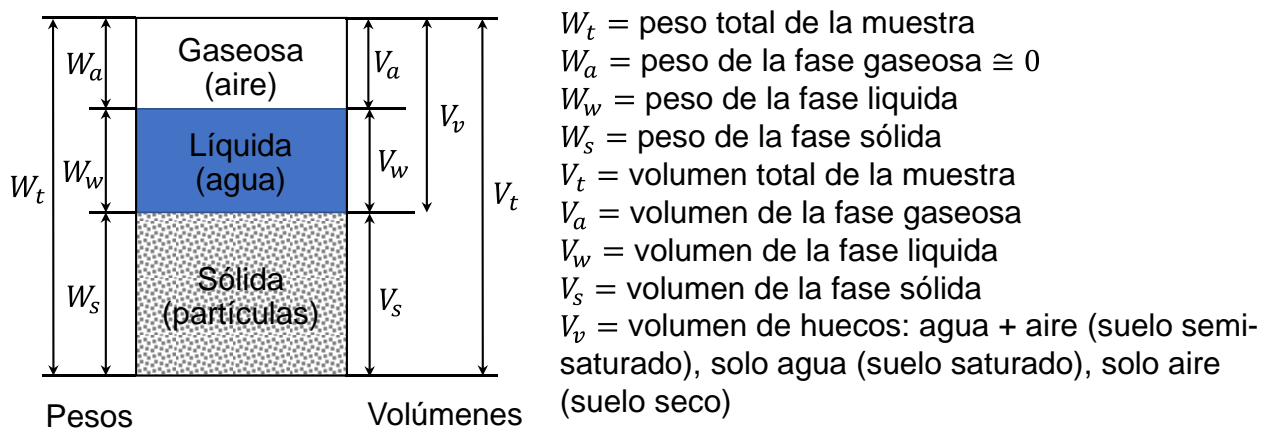 Gaseosa
(aire)
Líquida
(agua)
Sólida
(partículas)
W_a
W_w
W_t
W_s
V_a
V_v
V_w
V_t
V_s
Pesos
Volúmenes
W_t = peso total de la muestra
W_a = peso de la fase gaseosa ≅ 0
W_w = peso de la fase liquida
W_s = peso de la fase sólida
V_t = volumen total de la muestra
V_a = volumen de la fase gaseosa
V_w = volumen de la fase liquida
V_s = volumen de la fase sólida
V_v = volumen de huecos: agua + aire (suelo semi-
saturado), solo agua (suelo saturado), solo aire
(suelo seco)